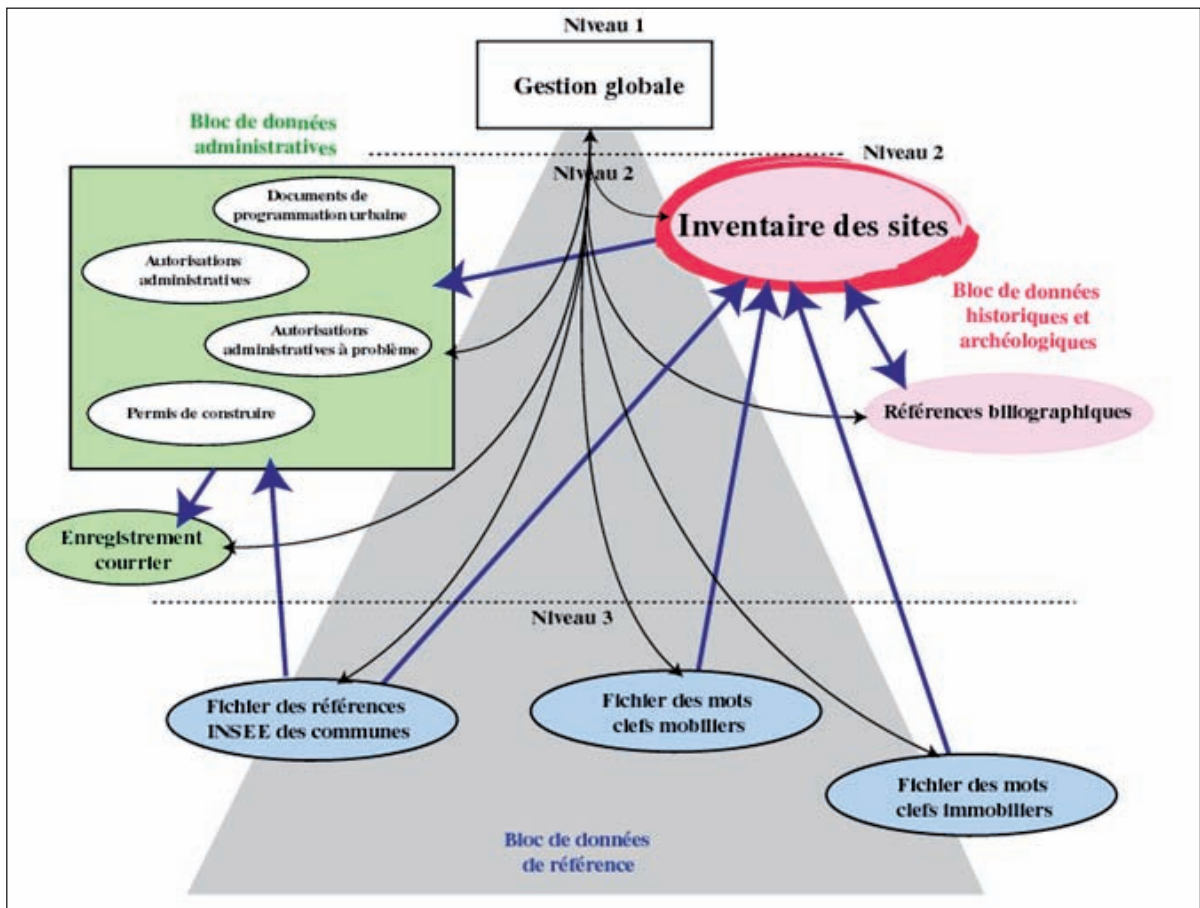 Niveau 1
Gestion globale
Bloc de données
administratives
Niveau 2
Niveau 2
Documents de
programmation urbaine
Autorisations
administratives
Autorisations
administratives à problème
Permis de construire
Inventaire des sites
Bloc de données
historiques et
archéologiques
Références biliographiques
Enregistrement
courrier
Niveau 3
Fichier des références
INSEE des communes
Fichier des mots
clefs mobiliers
Fichier des mots
clefs immobiliers
Bloc de données
de référence